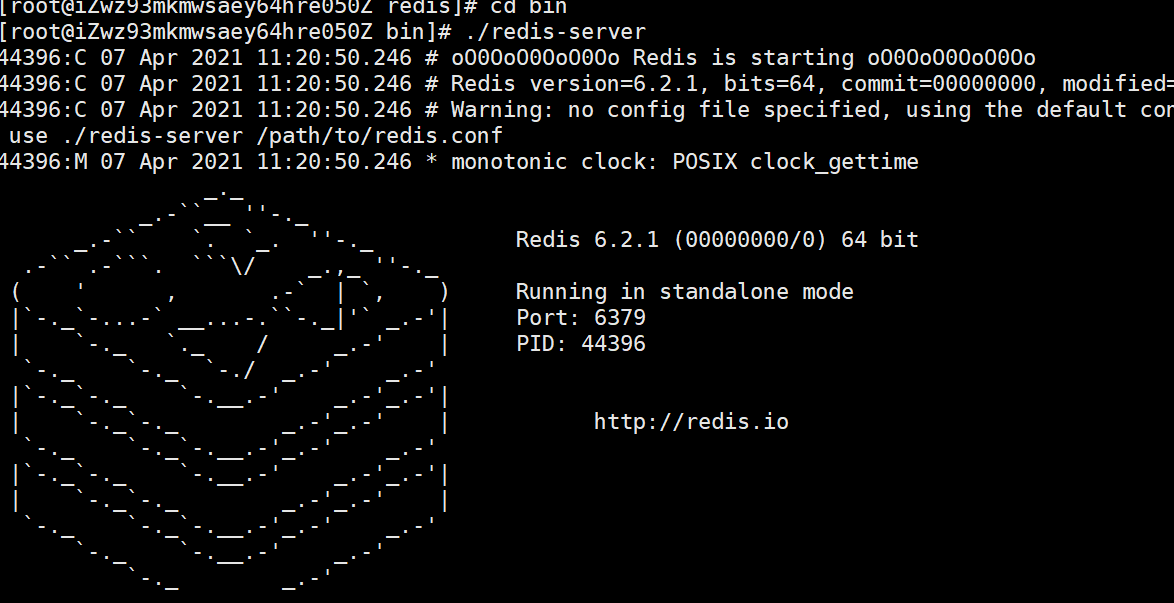 [root@iZwz93mkmwsaey64hre050Z redis]# cd bin
[root@iZwz93mkmwsaey64hre050Z bin]# ./redis-server
44396:C 07 Apr 2021 11:20:50.246 # oO0OoO0OoO0Oo Redis is starting oO0OoO0OoO0Oo
44396:C 07 Apr 2021 11:20:50.246 # Redis version=6.2.1, bits=64, commit=00000000, modified=
44396:C 07 Apr 2021 11:20:50.246 # Warning: no config file specified, using the default con
use ./redis-server /path/to/redis.conf
44396:M 07 Apr 2021 11:20:50.246 * monotonic clock: POSIX clock_gettime
Redis 6.2.1 (00000000/0) 64 bit
Running in standalone mode
Port: 6379
PID: 44396
http://redis.io